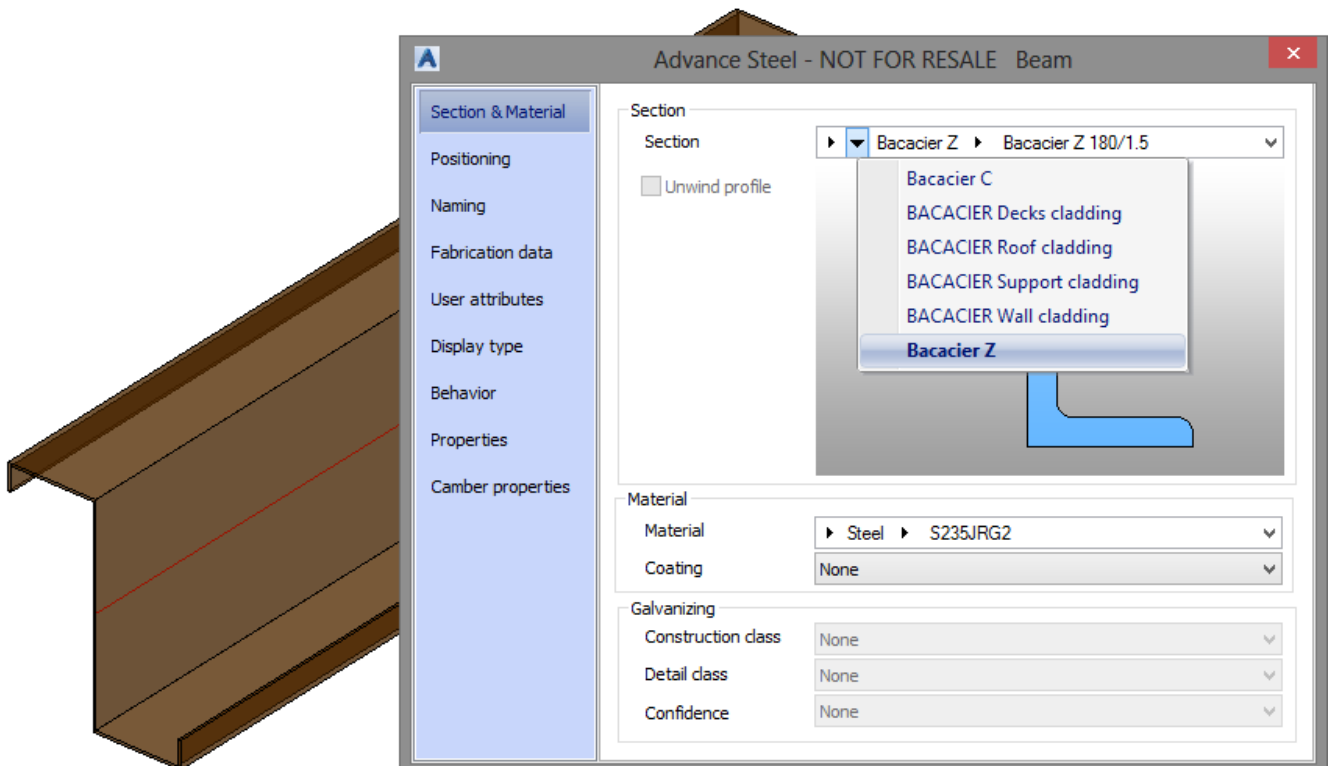 Advance Steel - NOT FOR RESALE Beam
Section & Material
Positioning
Naming
Fabrication data
User attributes
Display type
Behavior
Properties
Camber properties
Section
Section
Bacacier Z Bacacier Z 180/1.5
Unwind profile
Bacacier C
BACACIER Decks cladding
BACACIER Roof cladding
BACACIER Support cladding
BACACIER Wall cladding
Bacacier Z
Material
Material
Steel S235JRG2
Coating
None
Galvanizing
Construction class
None
Detail class
None
Confidence
None